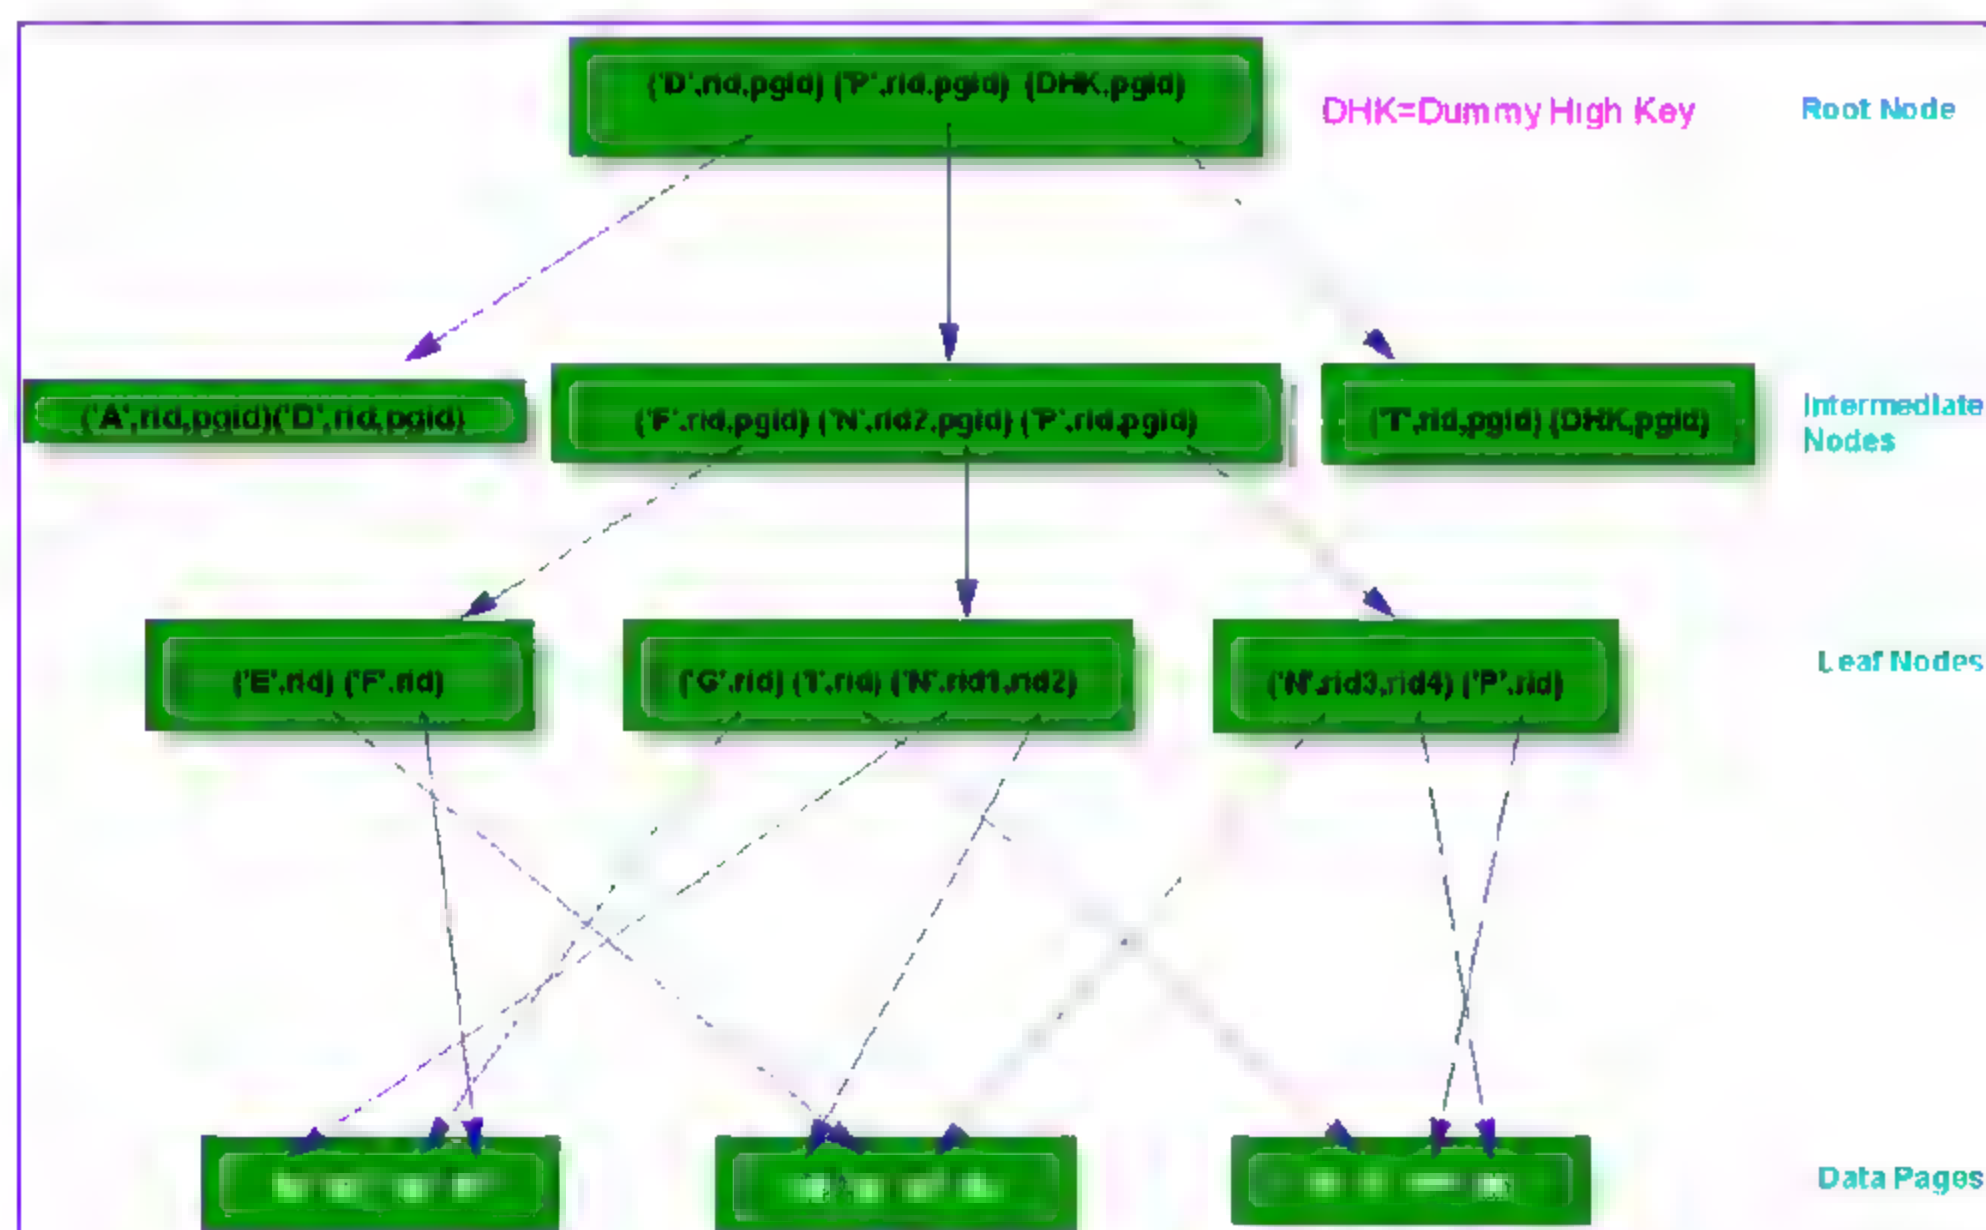 ('D',rid,pgid) ('P',rid,pgid) (DHK,pgid)
DHK=Dummy High Key
Root Node
('A',rid,pgid)('D',rid,pgid)
('F',rid,pgid) ('N',rid2,pgid) ('P',rid,pgid)
('T',rid,pgid) (DHK,pgid)
Intermediate
Nodes
('E',rid) ('F',rid)
('G',rid) ('I',rid) ('N',rid1,rid2)
('N',rid3,rid4) ('P',rid)
Leaf Nodes
Data Pages